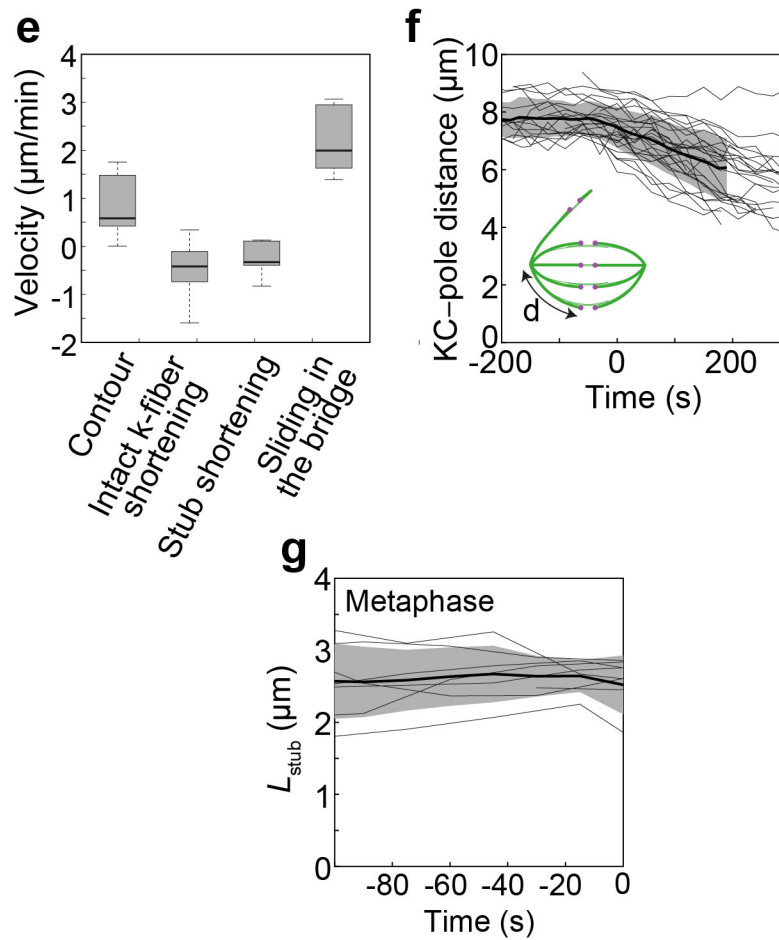 e
Velocity (µm/min)
4
3
2
1
0
-1
-2
Contour
Intact k-fiber
shortening
Stub shortening
Sliding in
the bridge
f
KC–pole distance (µm)
10
8
6
4
2
0
d
-200 0 200
Time (s)
g
Metaphase
L stub (µm)
4
3
2
1
0
-80 -60 -40 -20 0
Time (s)